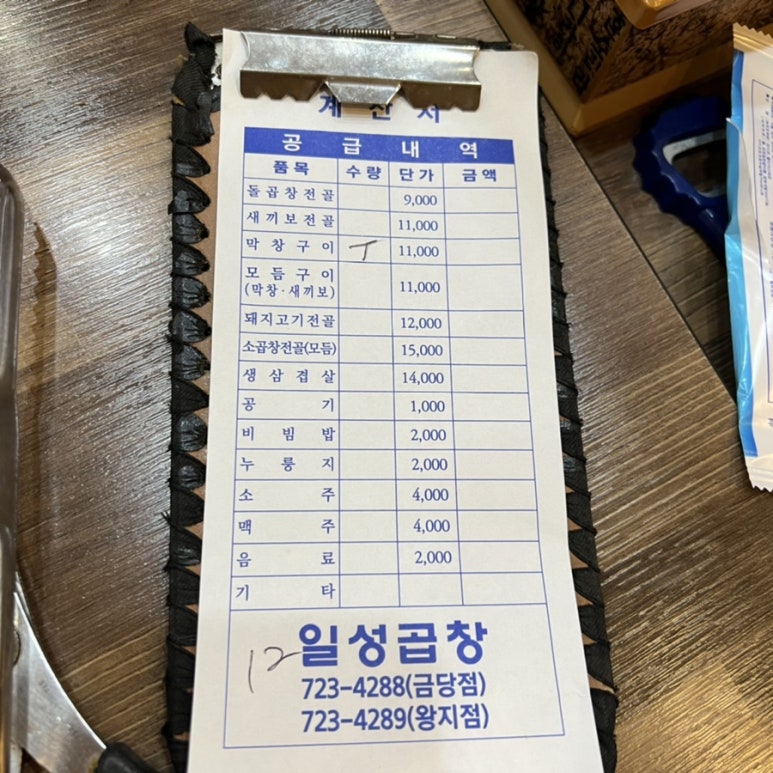 계산서
공급내역
품목 수량 단가 금액
돌곱창전골 9,000
새끼보전골 11,000
막창구이 T 11,000
모듬구이 11,000
(막창·새끼보)
돼지고기전골 12,000
소곱창전골(모듬) 15,000
생삼겹살 14,000
공기 1,000
비빔밥 2,000
누룽지 2,000
소주 4,000
맥주 4,000
음료 2,000
기타
12 일성곱창
723-4288(금당점)
723-4289(왕지점)